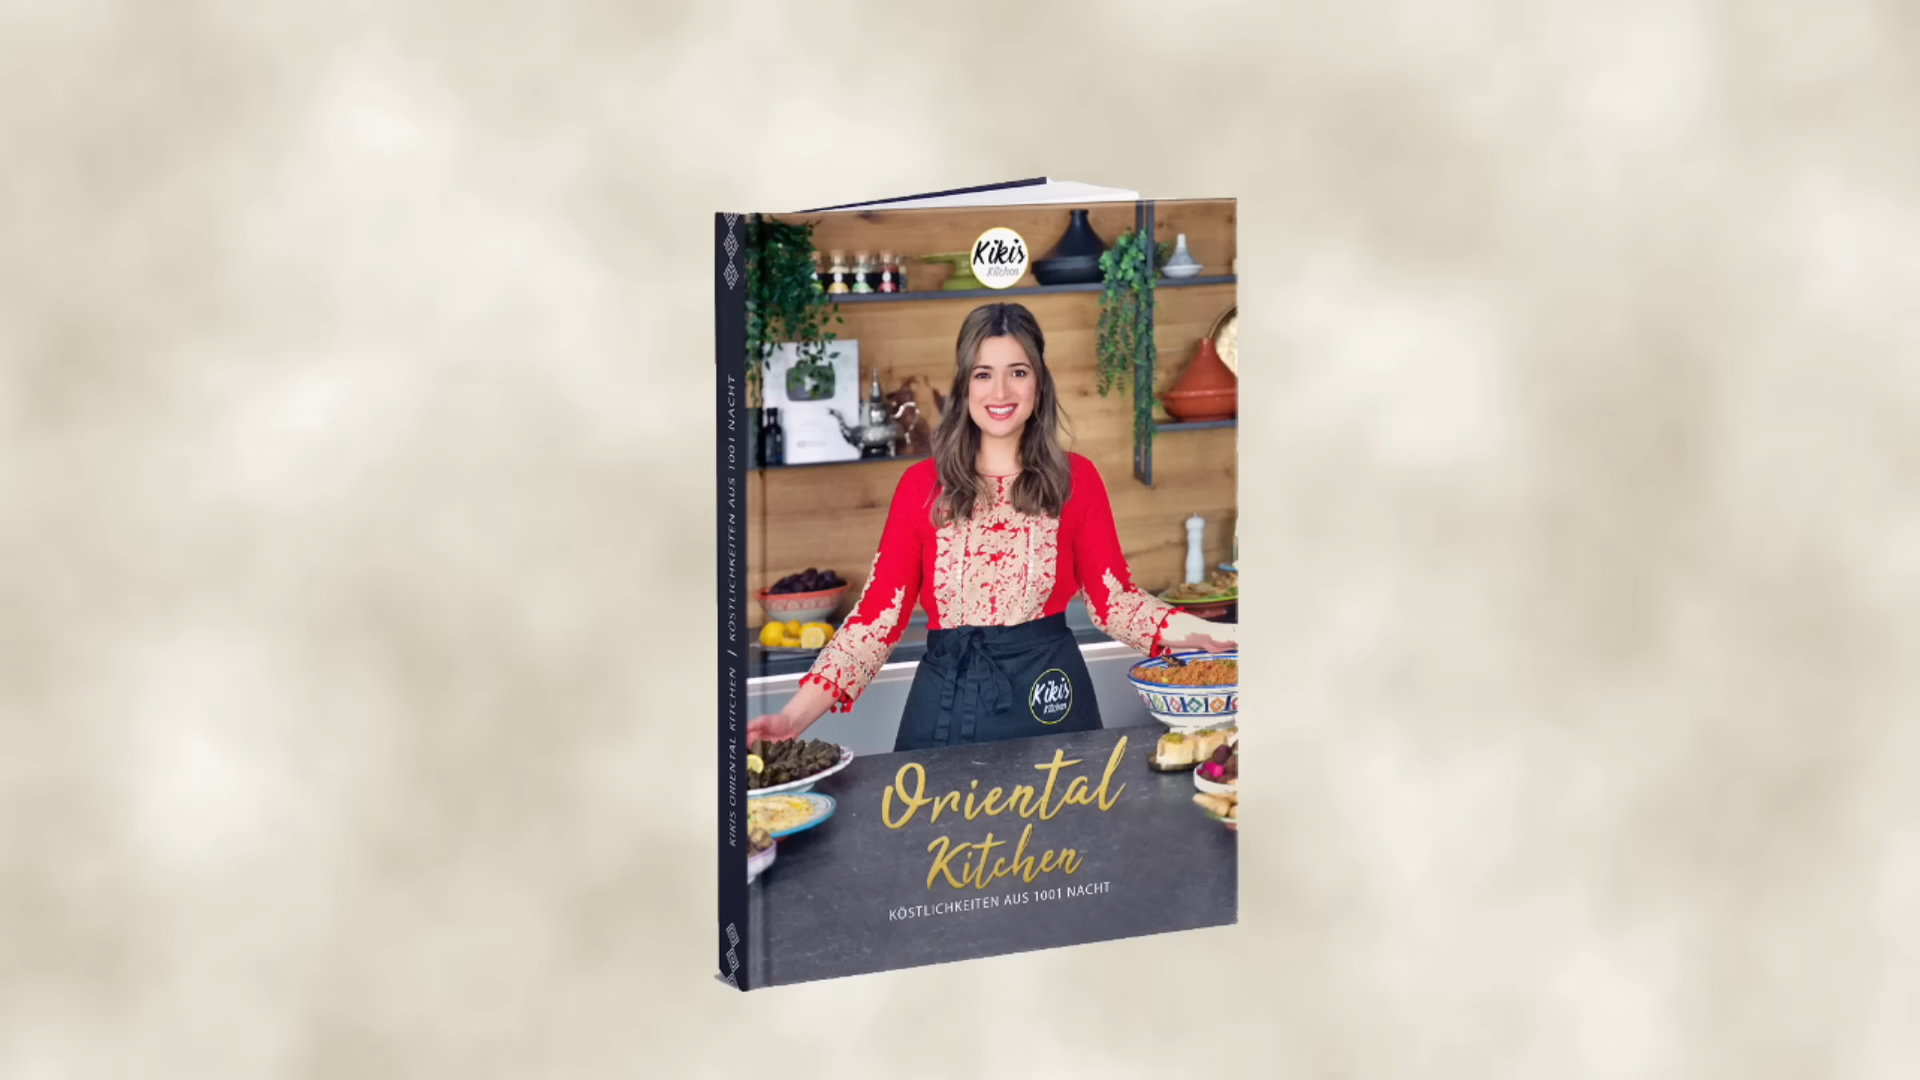 Kikis
Kitchen
Kikis
Kitchen
Oriental
Kitchen
KÖSTLICHKEITEN AUS 1001 NACHT
KIKIS ORIENTAL KITCHEN / KÖSTLICHKEITEN AUS 1001 NACHT